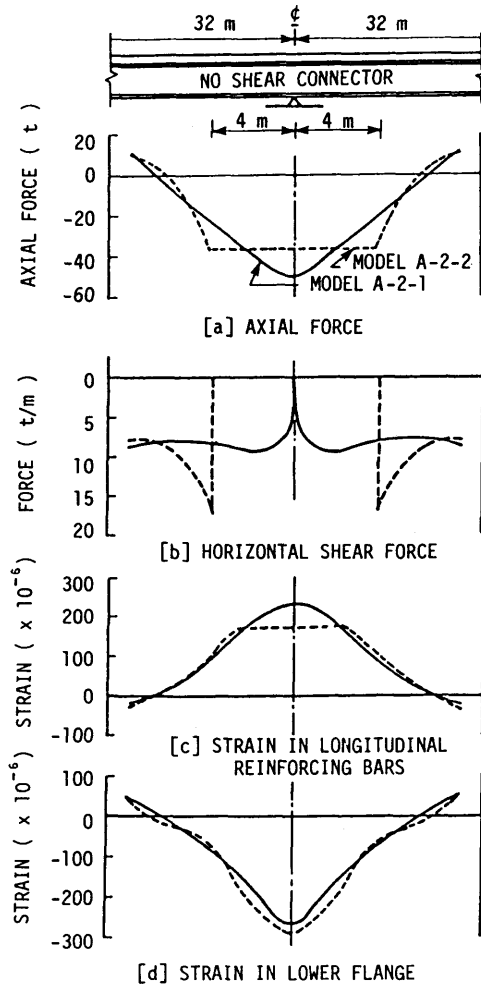 ℄
32 m 32 m
NO SHEAR CONNECTOR
4 m 4 m
AXIAL FORCE ( t )
20
0
-20
-40
-60
MODEL A-2-2
MODEL A-2-1
[a] AXIAL FORCE
FORCE ( t/m )
0
5
10
15
20
[b] HORIZONTAL SHEAR FORCE
STRAIN ( x 10⁻⁶)
300
200
100
0
-100
[c] STRAIN IN LONGITUDINAL
REINFORCING BARS
STRAIN ( x 10⁻⁶)
100
0
-100
-200
-300
[d] STRAIN IN LOWER FLANGE